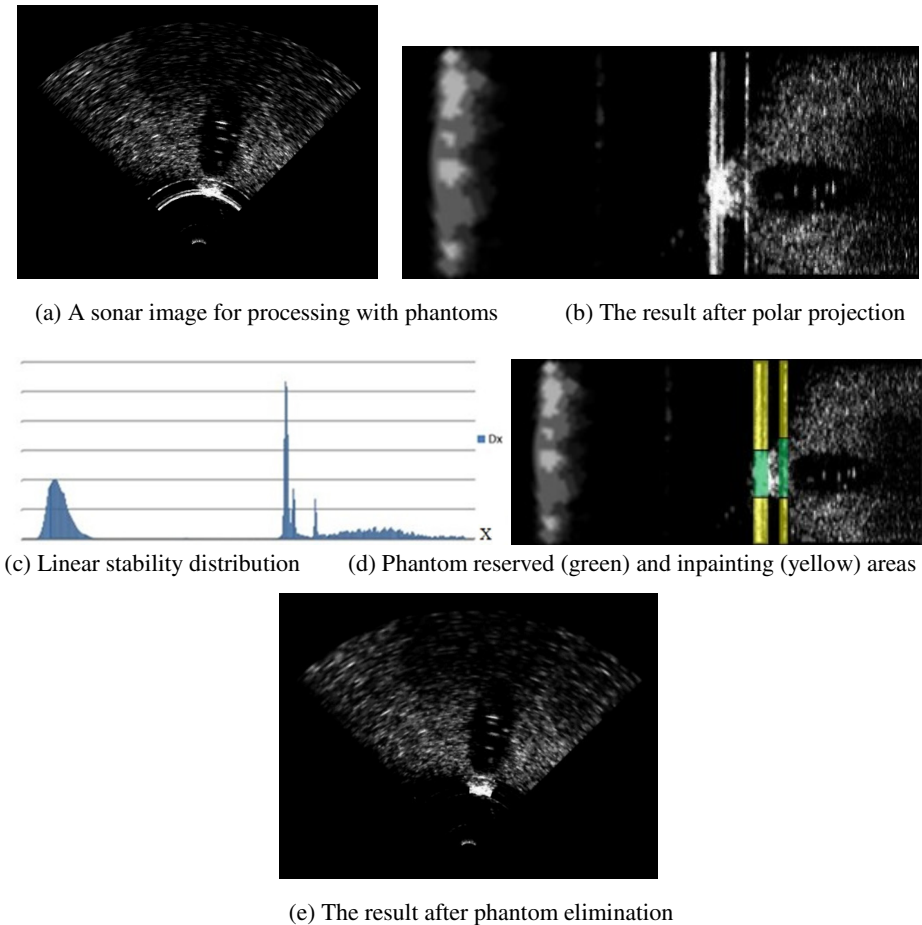 (a) A sonar image for processing with phantoms
(b) The result after polar projection
Dx
X
(c) Linear stability distribution
(d) Phantom reserved (green) and inpainting (yellow) areas
(e) The result after phantom elimination